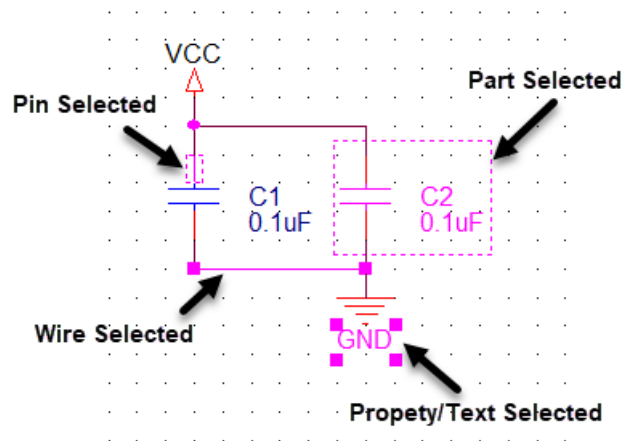 VCC
Part Selected
Pin Selected
C1
0.1uF
C2
0.1uF
Wire Selected
GND
Propety/Text Selected